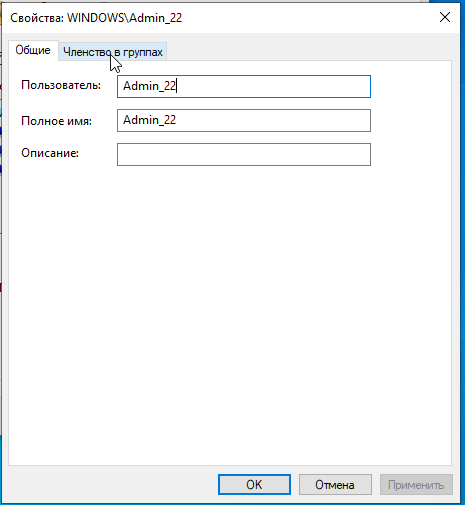 Свойства: WINDOWS\Admin_22
Общие Членство в группах
Пользователь: Admin_22
Полное имя: Admin_22
Описание:
OK Отмена Применить